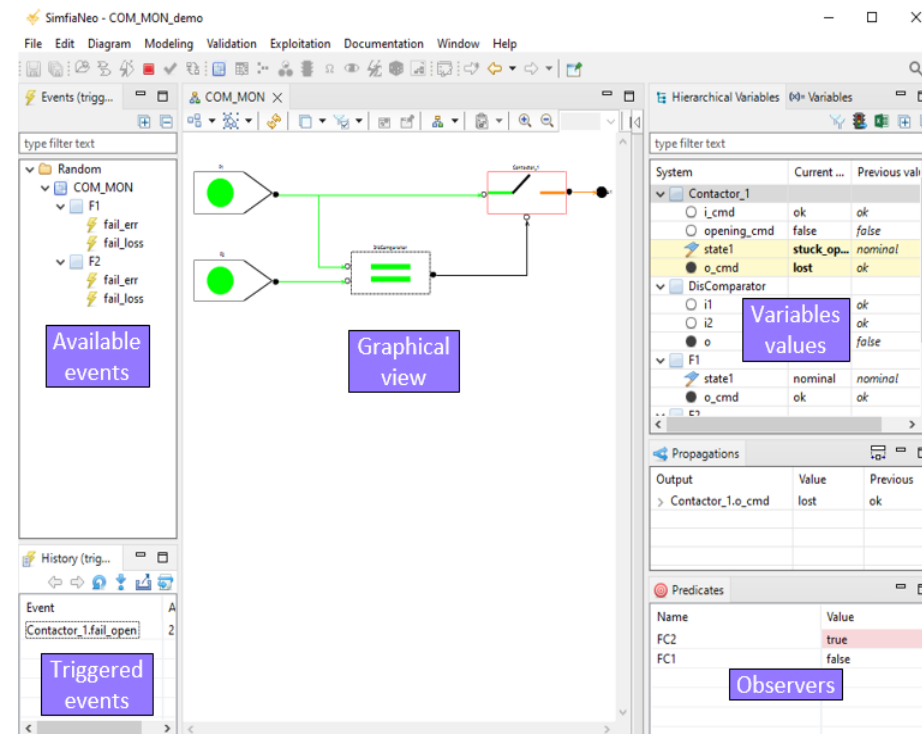 SimfiaNeo - COM_MON_demo
File Edit Diagram Modeling Validation Exploitation Documentation Window Help
Events (trigg...
type filter text
Random
COM_MON
F1
fail_err
fail_loss
F2
fail_err
fail_loss
Available
events
History (trig...
Event A
Contactor_1.fail_open 2
Triggered
events
COM_MON
Contactor_1
DisComparator
Graphical
view
Hierarchical Variables (x)= Variables
type filter text
System Current ... Previous valu
Contactor_1
i_cmd ok ok
opening_cmd false false
state1 stuck_op... nominal
o_cmd lost ok
DisComparator
i1 ok
i2 ok
o false
Variables
values
F1
state1 nominal nominal
o_cmd ok ok
F2
Propagations
Output Value Previous
Contactor_1.o_cmd lost ok
Predicates
Name Value
FC2 true
FC1 false
Observers